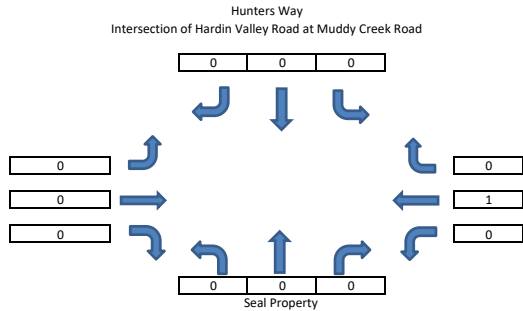 Hunters Way
Intersection of Hardin Valley Road at Muddy Creek Road
0 0 0
0 0
0 1
0 0
0 0 0
Seal Property